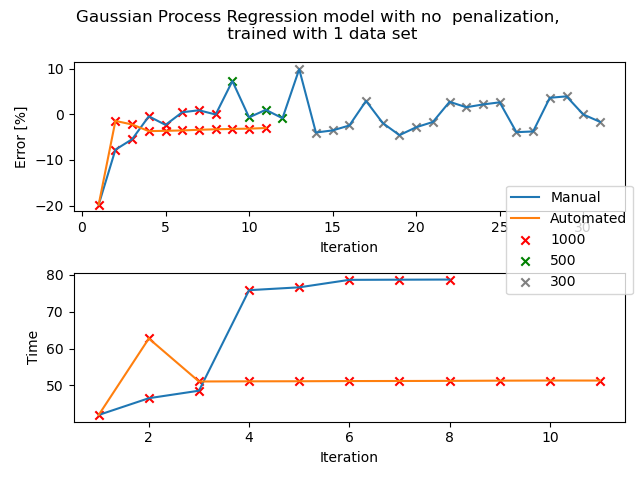 Gaussian Process Regression model with no  penalization,
trained with 1 data set
10
0
−10
−20
Error [%]
0
5
10
15
20
25
30
Iteration
Manual
Automated
1000
500
300
80
70
60
50
Time
2
4
6
8
10
Iteration